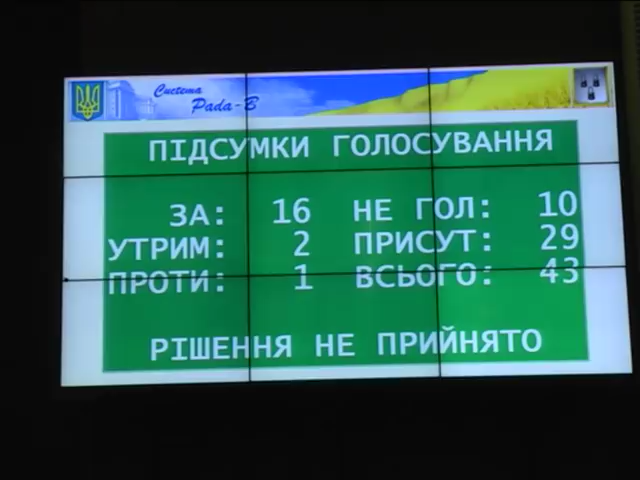 Система
Рада-В
ПІДСУМКИ ГОЛОСУВАННЯ
ЗА: 16 НЕ ГОЛ: 10
УТРИМ: 2 ПРИСУТ: 29
ПРОТИ: 1 ВСЬОГО: 43
РІШЕННЯ НЕ ПРИЙНЯТО